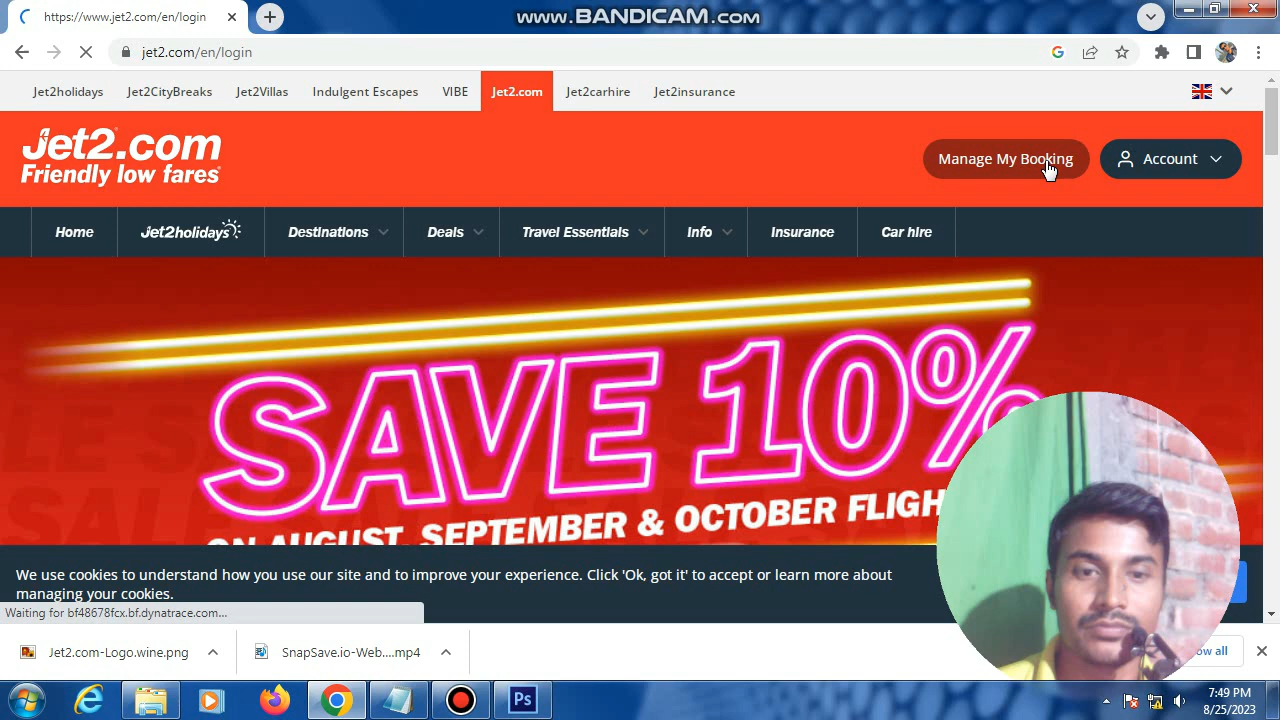 https://www.jet2.com/en/login
www.BANDICAM.com
jet2.com/en/login
Jet2holidays
Jet2CityBreaks
Jet2Villas
Indulgent Escapes
VIBE
Jet2.com
Jet2carhire
Jet2insurance
Jet2.com
Friendly low fares
Manage My Booking
Account
Home
Jet2holidays
Destinations
Deals
Travel Essentials
Info
Insurance
Car hire
SAVE 10%
ON AUGUST, SEPTEMBER & OCTOBER
We use cookies to understand how you use our site and to improve your experience. Click 'Ok, got it' to accept or learn more about
managing your cookies.
Waiting for bf48678fcx.bf.dynatrace.com...
Jet2.com-Logo.wine.png
SnapSave.io-Web....mp4
all
Ps
7:49 PM
8/25/2023